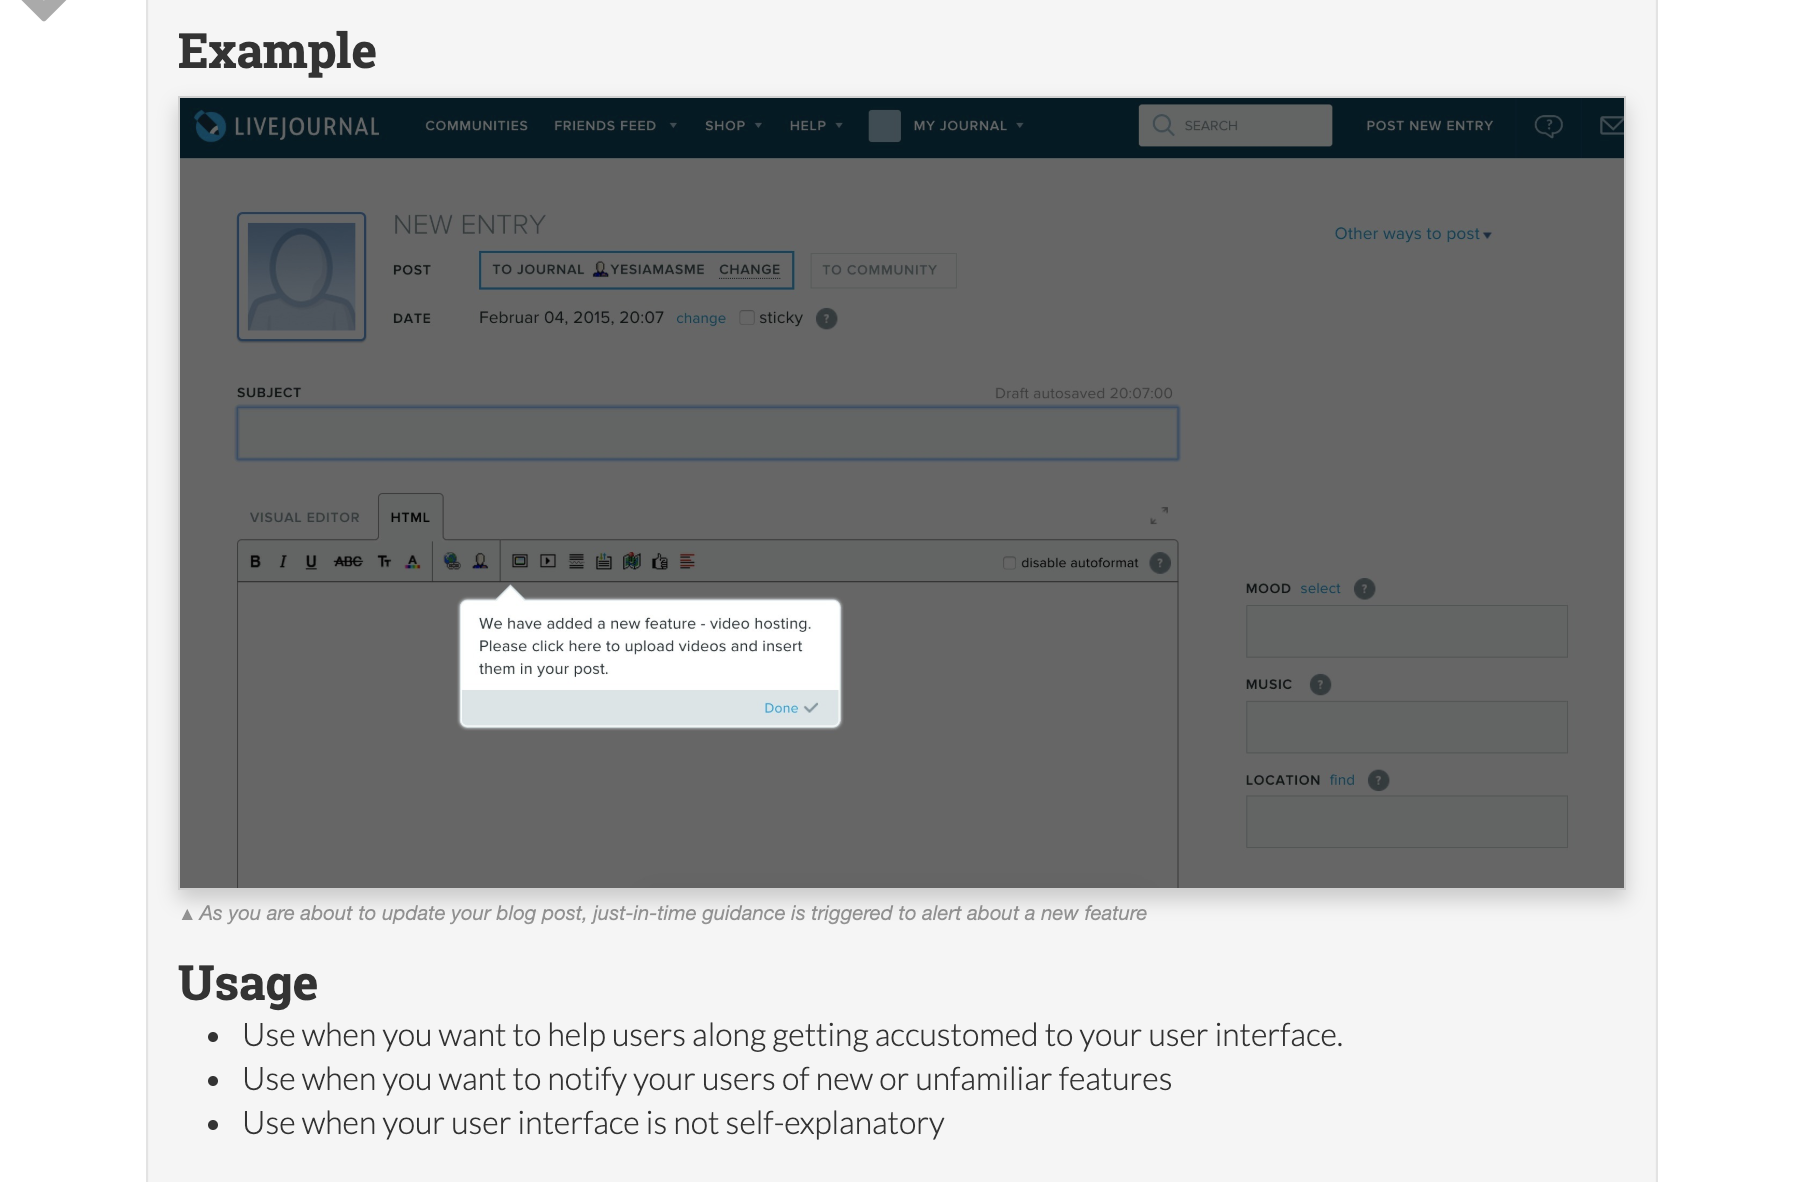 Example
LIVEJOURNAL COMMUNITIES FRIENDS FEED SHOP HELP MY JOURNAL SEARCH POST NEW ENTRY
NEW ENTRY
Other ways to post
POST TO JOURNAL YESIAMASME CHANGE TO COMMUNITY
DATE Februar 04, 2015, 20:07 change sticky ?
SUBJECT Draft autosaved 20:07:00
VISUAL EDITOR HTML
B I U ABC TT A disable autoformat ?
We have added a new feature - video hosting.
Please click here to upload videos and insert
them in your post.
Done
MOOD select ?
MUSIC ?
LOCATION find ?
▲ As you are about to update your blog post, just-in-time guidance is triggered to alert about a new feature
Usage
• Use when you want to help users along getting accustomed to your user interface.
• Use when you want to notify your users of new or unfamiliar features
• Use when your user interface is not self-explanatory